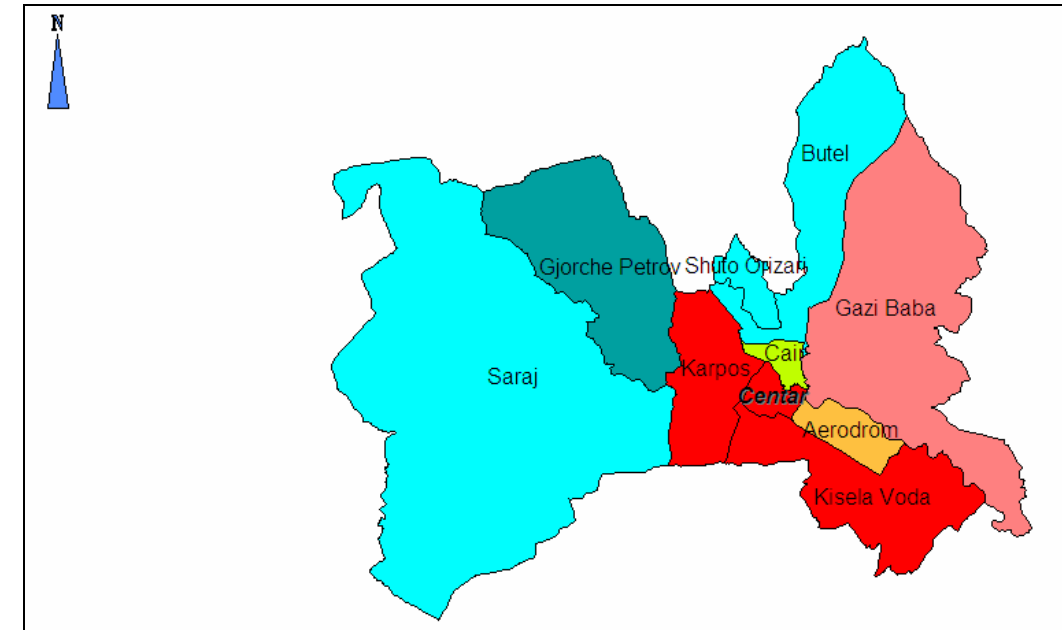 N
Butel
Gjorche Petrov
Shuto Orizari
Gazi Baba
Cair
Karpos
Saraj
Centar
Aerodrom
Kisela Voda